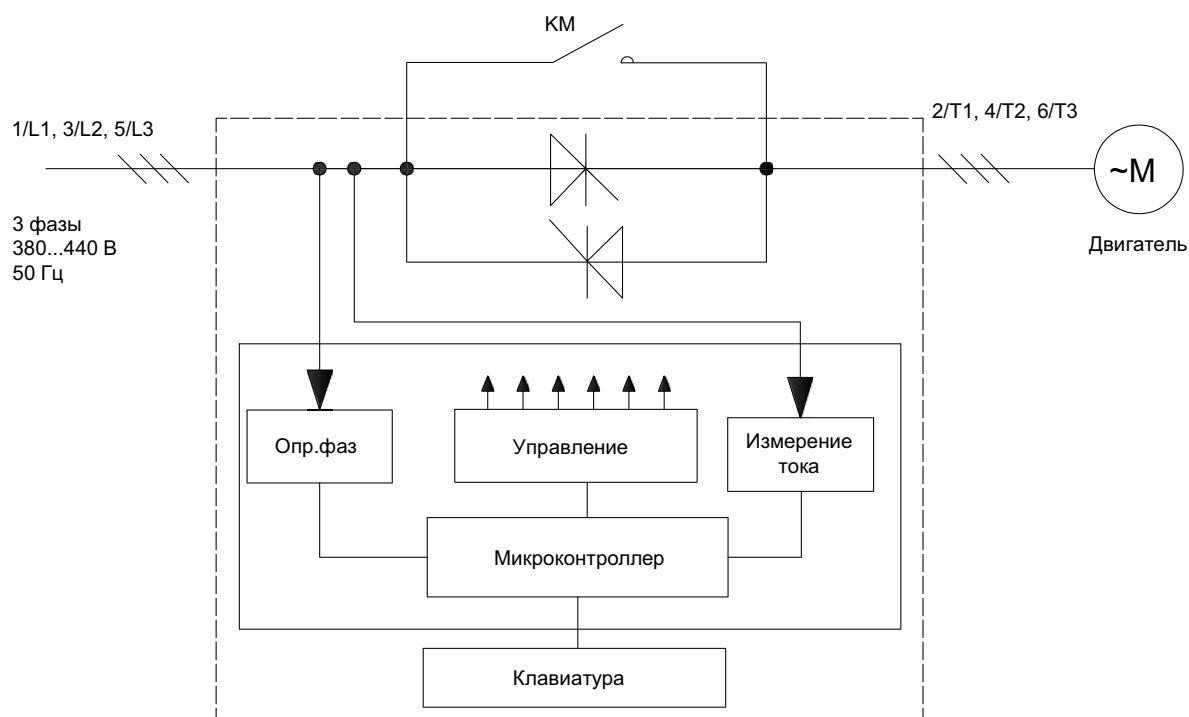 KM
1/L1, 3/L2, 5/L3
2/T1, 4/T2, 6/T3
~M
3 фазы
380...440 В
50 Гц
Двигатель
Опр.фаз
Управление
Измерение
тока
Микроконтроллер
Клавиатура